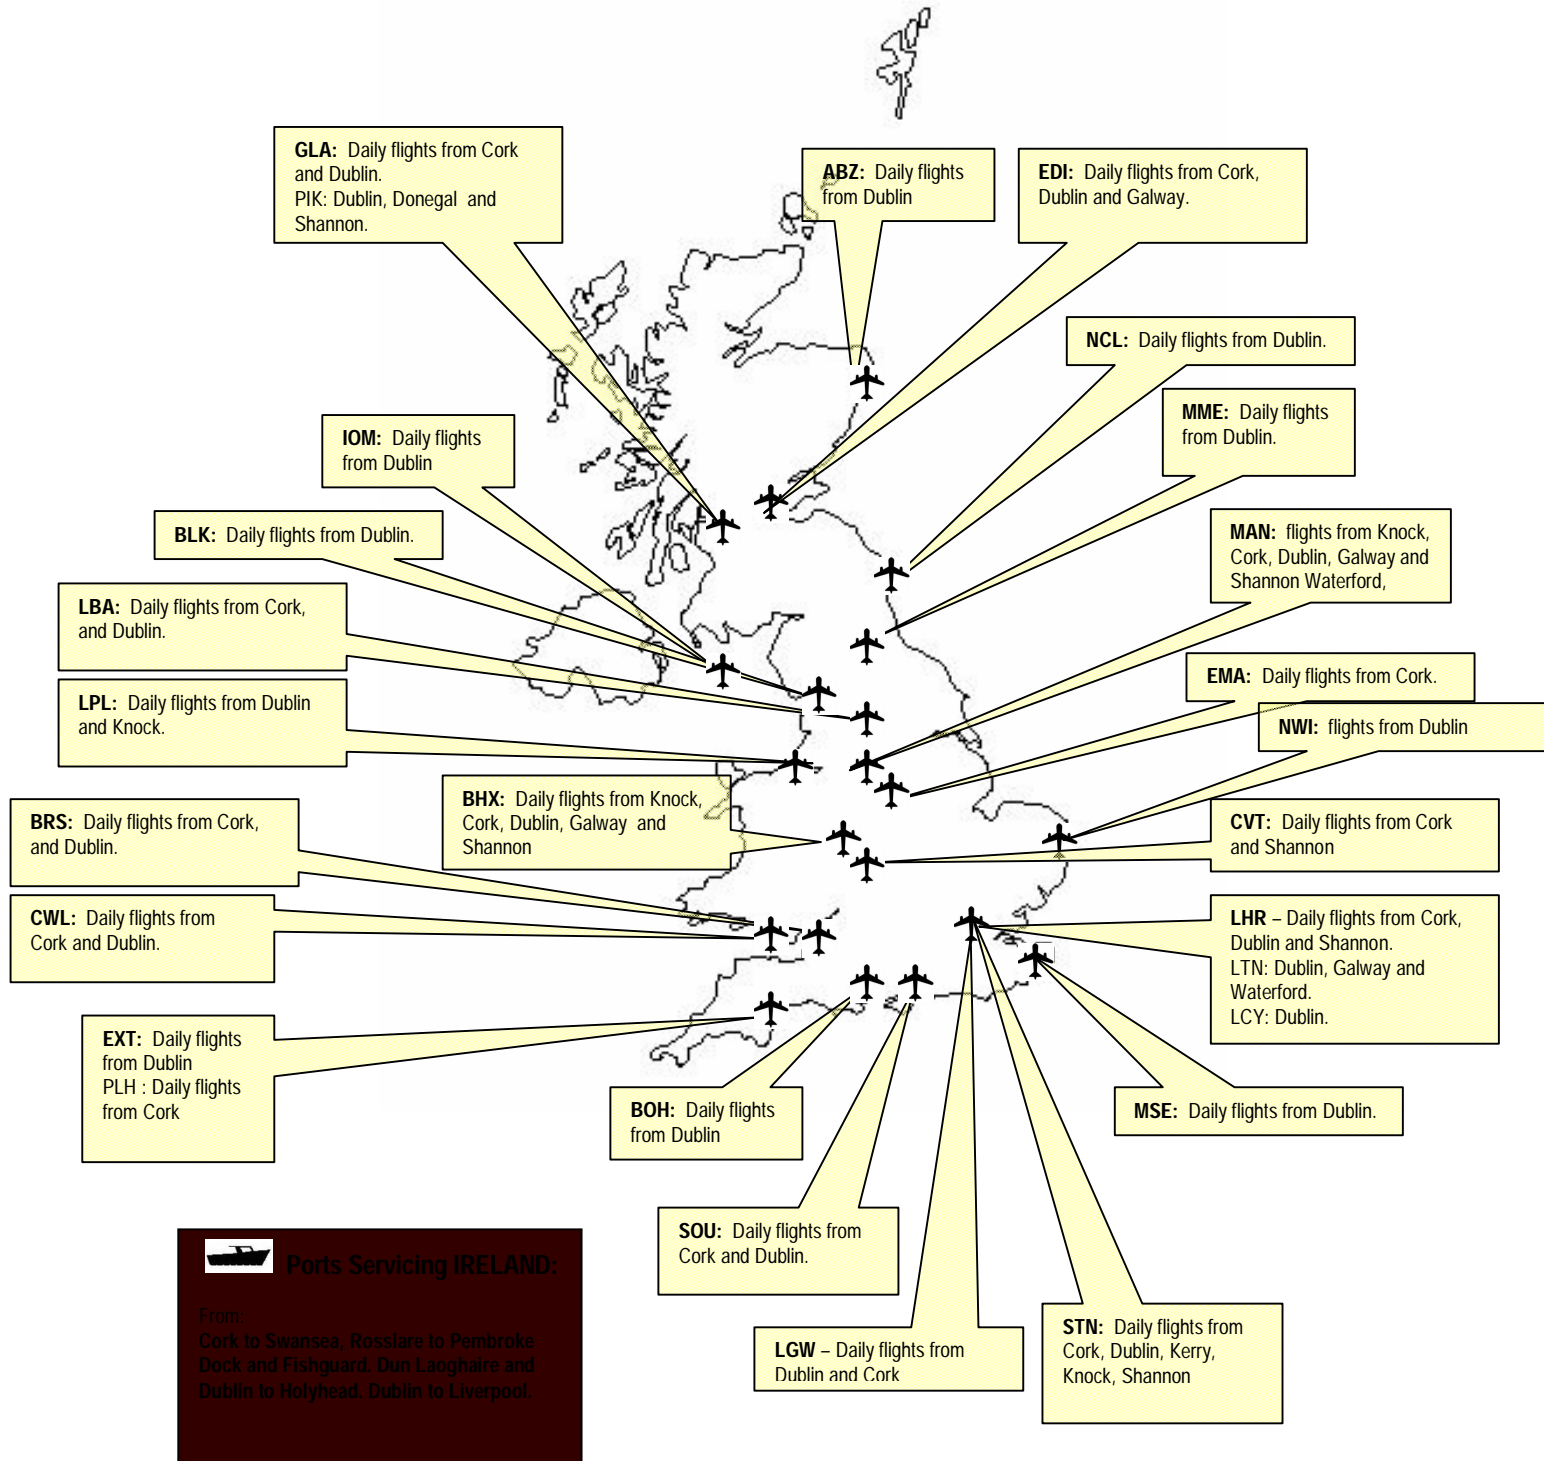 GLA: Daily flights from Cork
and Dublin.
PIK: Dublin, Donegal and
Shannon.
ABZ: Daily flights
from Dublin
EDI: Daily flights from Cork,
Dublin and Galway.
NCL: Daily flights from Dublin.
MME: Daily flights
from Dublin.
IOM: Daily flights
from Dublin
BLK: Daily flights from Dublin.
MAN: flights from Knock,
Cork, Dublin, Galway and
Shannon Waterford,
LBA: Daily flights from Cork,
and Dublin.
EMA: Daily flights from Cork.
LPL: Daily flights from Dublin
and Knock.
NWI: flights from Dublin
BHX: Daily flights from Knock,
Cork, Dublin, Galway and
Shannon
BRS: Daily flights from Cork,
and Dublin.
CVT: Daily flights from Cork
and Shannon
CWL: Daily flights from
Cork and Dublin.
LHR – Daily flights from Cork,
Dublin and Shannon.
LTN: Dublin, Galway and
Waterford.
LCY: Dublin.
EXT: Daily flights
from Dublin
PLH : Daily flights
from Cork
BOH: Daily flights
from Dublin
MSE: Daily flights from Dublin.
SOU: Daily flights from
Cork and Dublin.
LGW – Daily flights from
Dublin and Cork
STN: Daily flights from
Cork, Dublin, Kerry,
Knock, Shannon
Ports Servicing IRELAND:
From:
Cork to Swansea, Rosslare to Pembroke
Dock and Fishguard. Dun Laoghaire and
Dublin to Holyhead. Dublin to Liverpool.